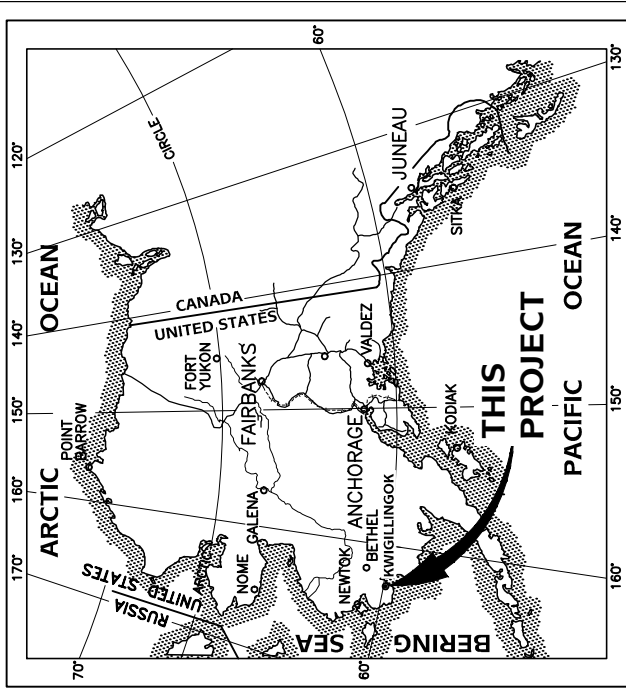 120°
130°
140°
150°
160°
170°
ARCTIC
OCEAN
POINT
BARROW
CIRCLE
60°
130°
CANADA
UNITED STATES
RUSSIA
UNITED STATES
ARCTIC
FORT
YUKON
FAIRBANKS
NOME
GALENA
JUNEAU
SITKA
VALDEZ
ANCHORAGE
NEWTOK
BETHEL
KWIGILLINGOK
KODIAK
THIS
PROJECT
BERING
SEA
PACIFIC
OCEAN
70°
60°
160°
150°
140°